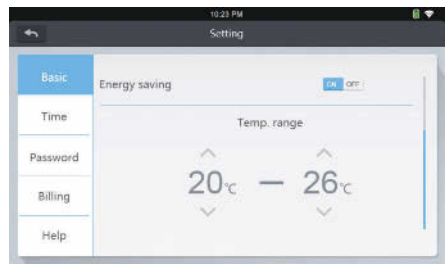 10:23 PM
Setting
Basic
Energy saving
ON OFF
Time
Temp. range
Password
20℃ — 26℃
Billing
Help